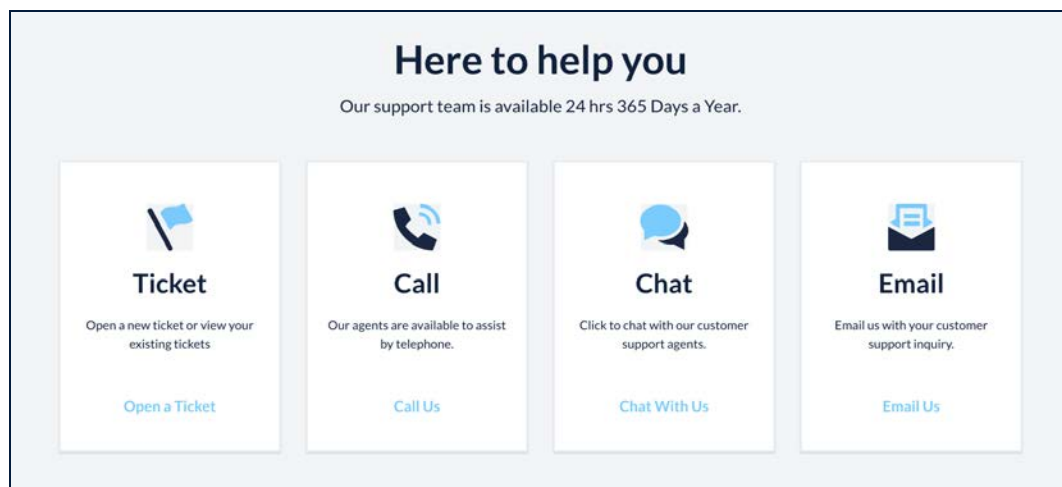 Here to help you
Our support team is available 24 hrs 365 Days a Year.
Ticket
Open a new ticket or view your
existing tickets
Open a Ticket
Call
Our agents are available to assist
by telephone.
Call Us
Chat
Click to chat with our customer
support agents.
Chat With Us
Email
Email us with your customer
support inquiry.
Email Us